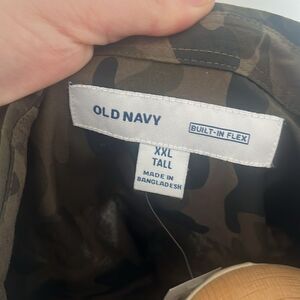 OLD NAVY
BUILT-IN FLEX
XXL
TALL
MADE IN
BANGLADESH